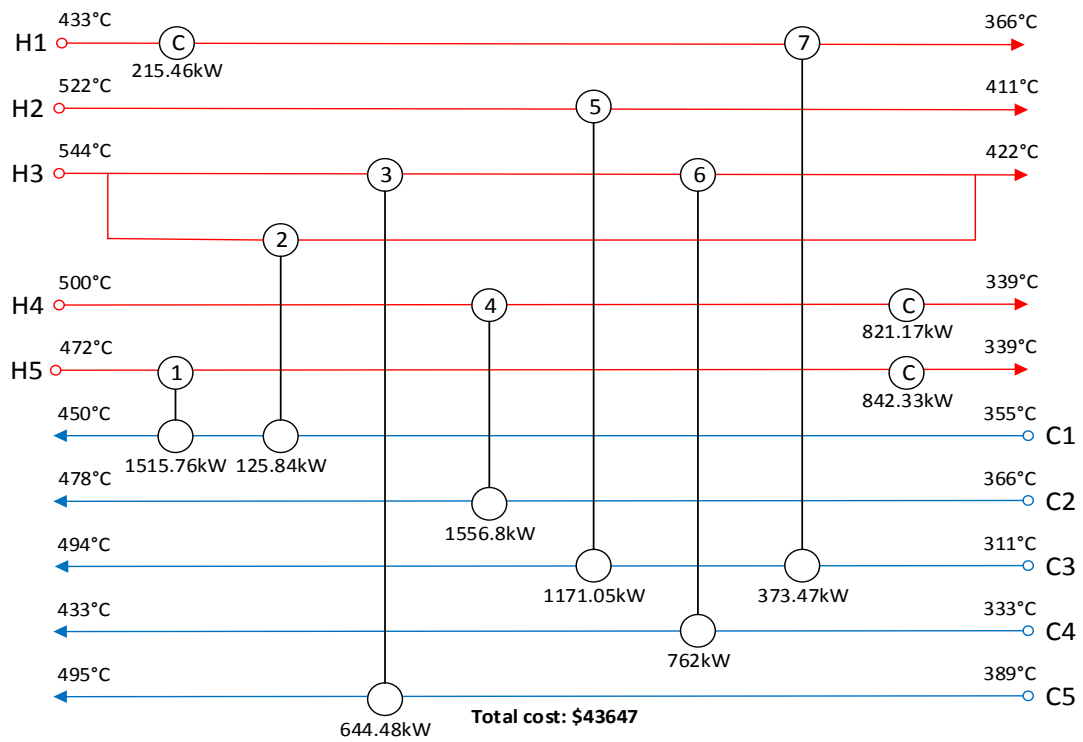 433°C 366°C
H1 C 7
215.46kW
522°C 411°C
H2 5
544°C 422°C
H3 3 6
2
500°C 339°C
H4 4 C
821.17kW
472°C 339°C
H5 1 C
842.33kW
450°C 355°C
C1
1515.76kW 125.84kW
478°C 366°C
C2
1556.8kW
494°C 311°C
C3
1171.05kW 373.47kW
433°C 333°C
C4
762kW
495°C 389°C
C5
644.48kW
Total cost: $43647